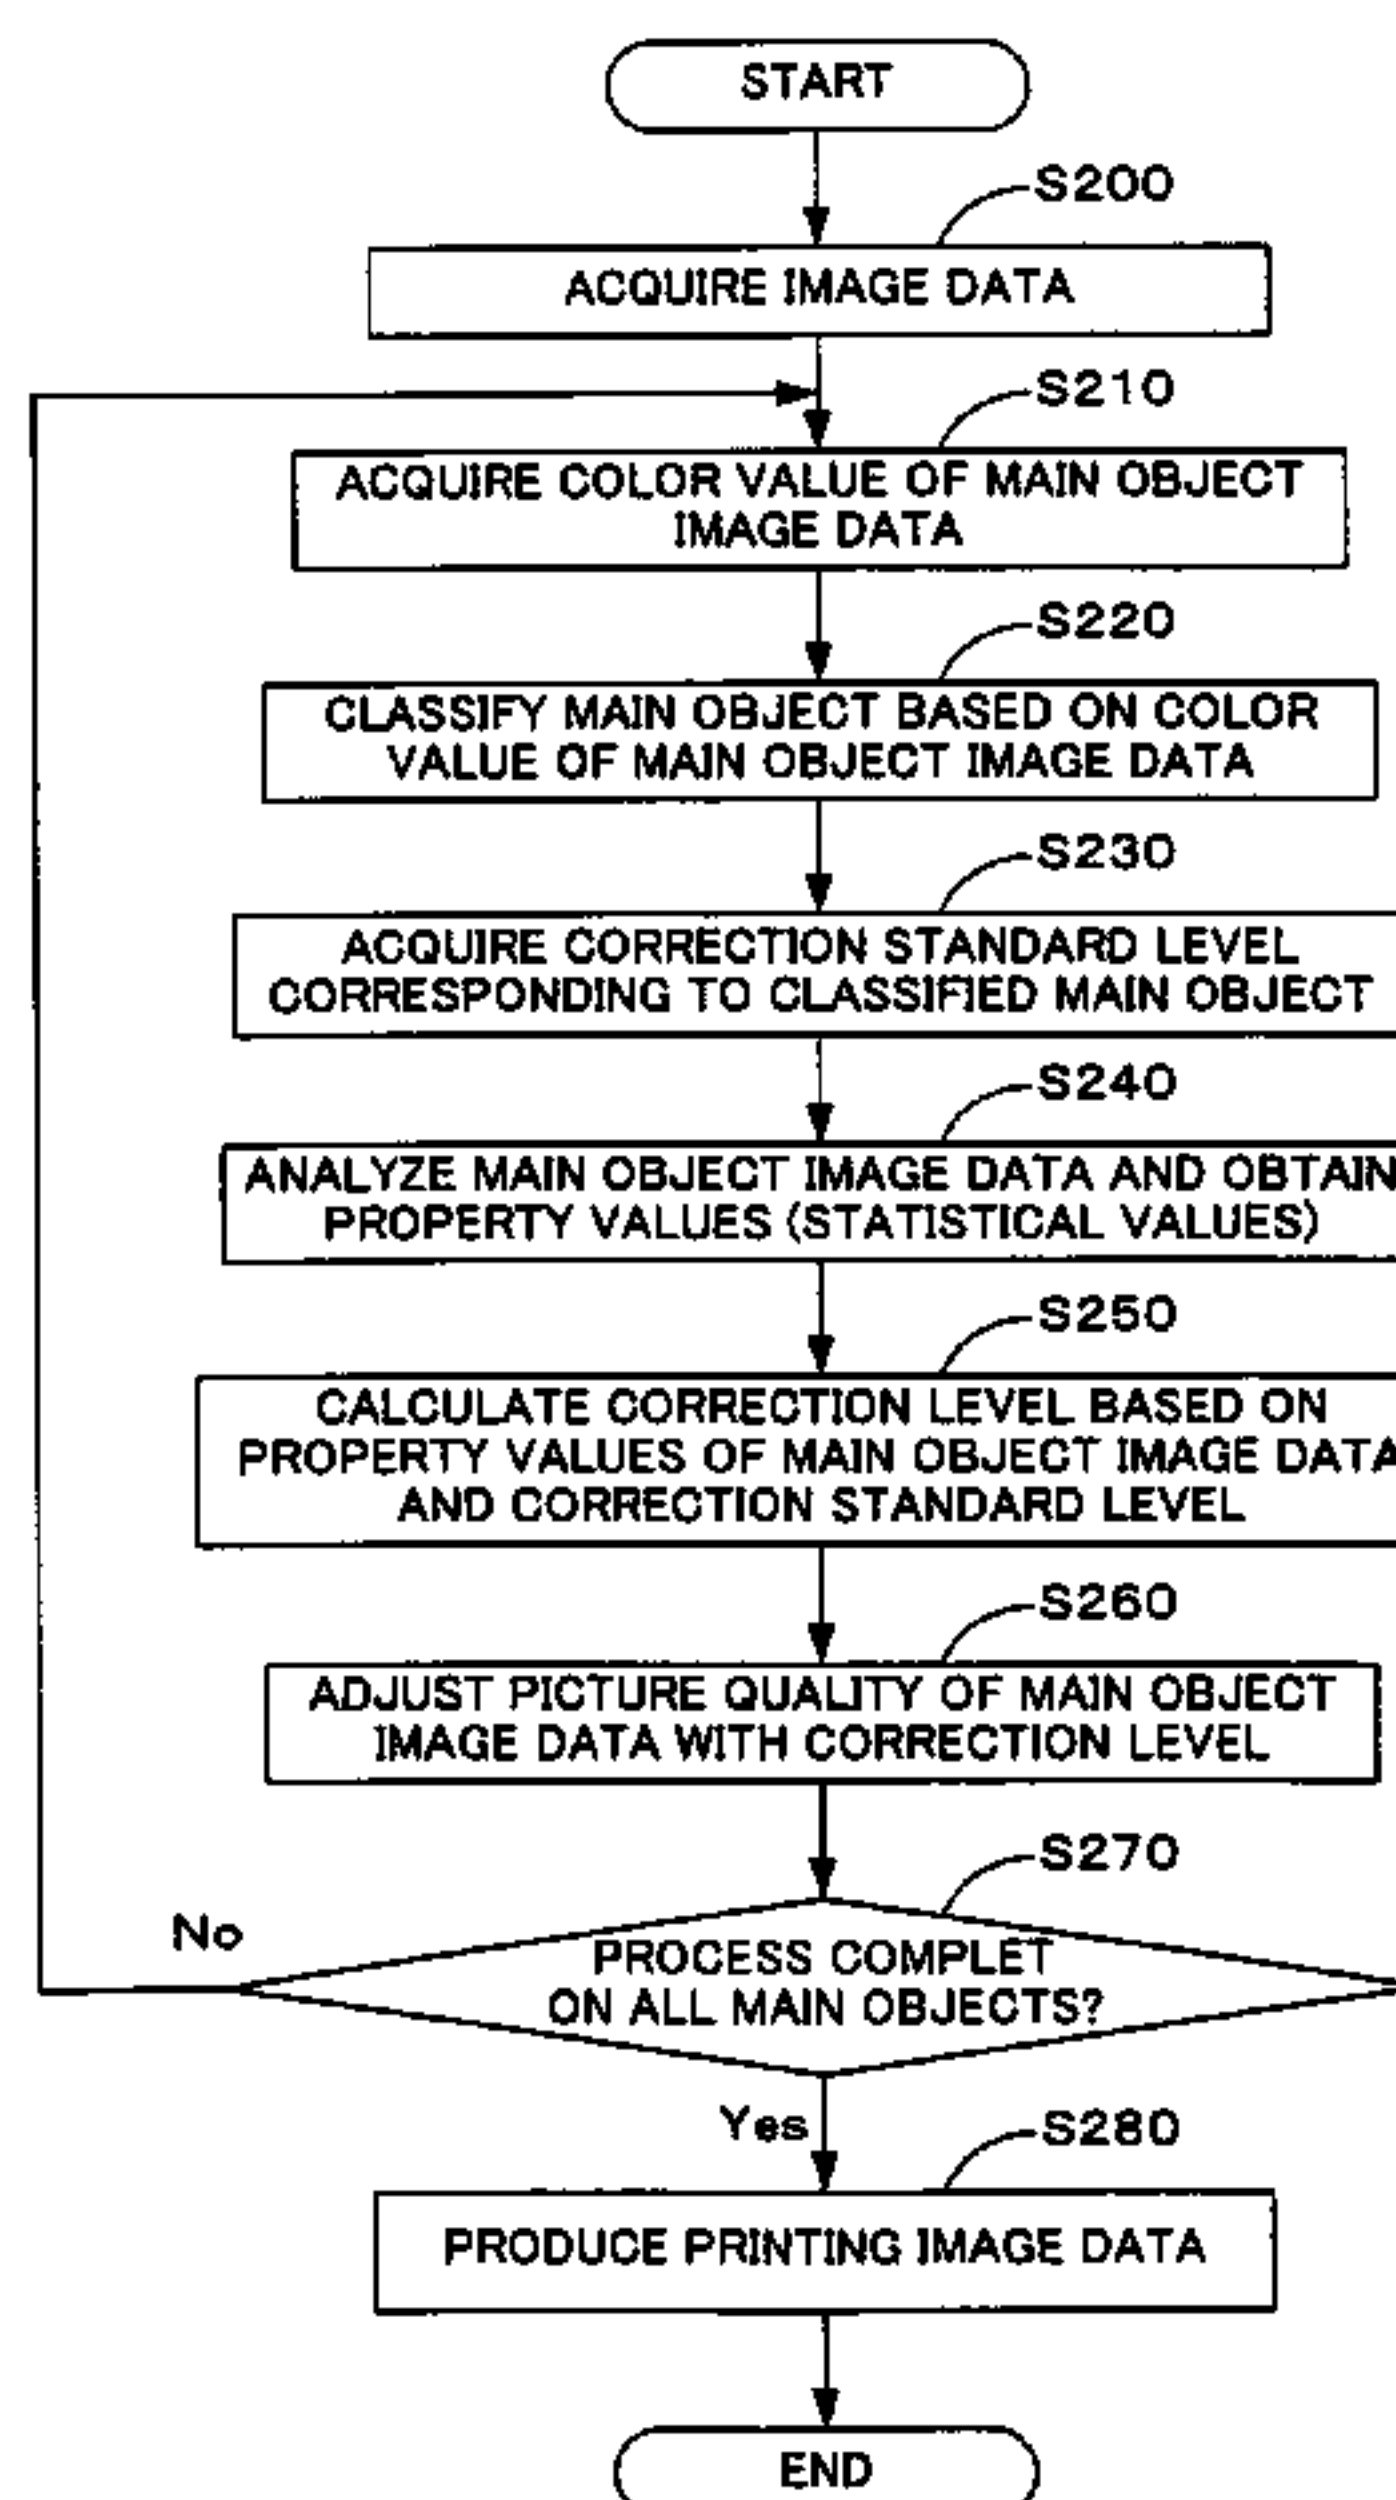 START
S200
ACQUIRE IMAGE DATA
S210
ACQUIRE COLOR VALUE OF MAIN OBJECT
IMAGE DATA
S220
CLASSIFY MAIN OBJECT BASED ON COLOR
VALUE OF MAIN OBJECT IMAGE DATA
S230
ACQUIRE CORRECTION STANDARD LEVEL
CORRESPONDING TO CLASSIFIED MAIN OBJECT
S240
ANALYZE MAIN OBJECT IMAGE DATA AND OBTAIN
PROPERTY VALUES (STATISTICAL VALUES)
S250
CALCULATE CORRECTION LEVEL BASED ON
PROPERTY VALUES OF MAIN OBJECT IMAGE DATA
AND CORRECTION STANDARD LEVEL
S260
ADJUST PICTURE QUALITY OF MAIN OBJECT
IMAGE DATA WITH CORRECTION LEVEL
S270
No
PROCESS COMPLET
ON ALL MAIN OBJECTS?
Yes
S280
PRODUCE PRINTING IMAGE DATA
END